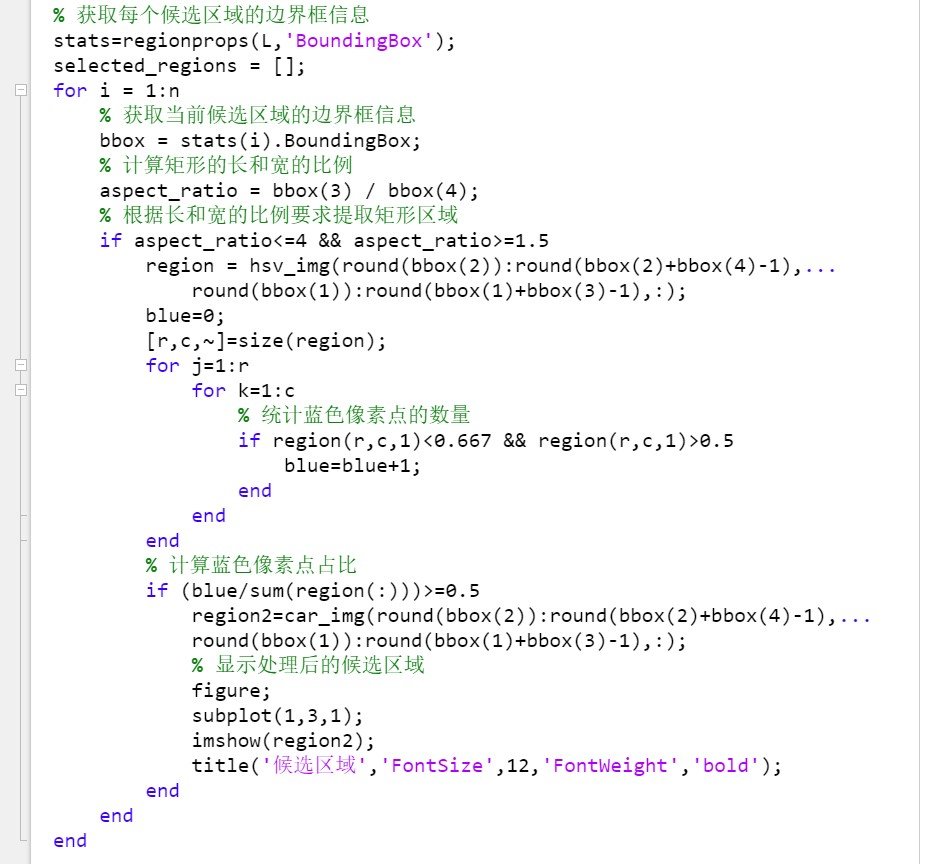 % 获取每个候选区域的边界框信息
stats=regionprops(L,'BoundingBox');
selected_regions = [];
for i = 1:n
    % 获取当前候选区域的边界框信息
    bbox = stats(i).BoundingBox;
    % 计算矩形的长和宽的比例
    aspect_ratio = bbox(3) / bbox(4);
    % 根据长和宽的比例要求提取矩形区域
    if aspect_ratio<=4 && aspect_ratio>=1.5
        region = hsv_img(round(bbox(2)):round(bbox(2)+bbox(4)-1),...
            round(bbox(1)):round(bbox(1)+bbox(3)-1),:);
        blue=0;
        [r,c,~]=size(region);
        for j=1:r
            for k=1:c
                % 统计蓝色像素点的数量
                if region(r,c,1)<0.667 && region(r,c,1)>0.5
                    blue=blue+1;
                end
            end
        end
        % 计算蓝色像素点占比
        if (blue/sum(region(:)))>=0.5
            region2=car_img(round(bbox(2)):round(bbox(2)+bbox(4)-1),...
            round(bbox(1)):round(bbox(1)+bbox(3)-1),:);
            % 显示处理后的候选区域
            figure;
            subplot(1,3,1);
            imshow(region2);
            title('候选区域','FontSize',12,'FontWeight','bold');
        end
    end
end